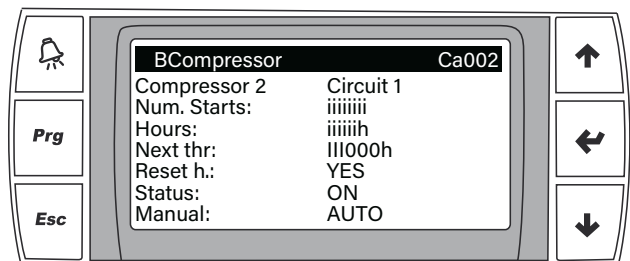 BCompressor Ca002
Compressor 2 Circuit 1
Num. Starts: iiiiiiii
Hours: iiiiiih
Next thr: III000h
Reset h.: YES
Status: ON
Manual: AUTO
Prg
Esc